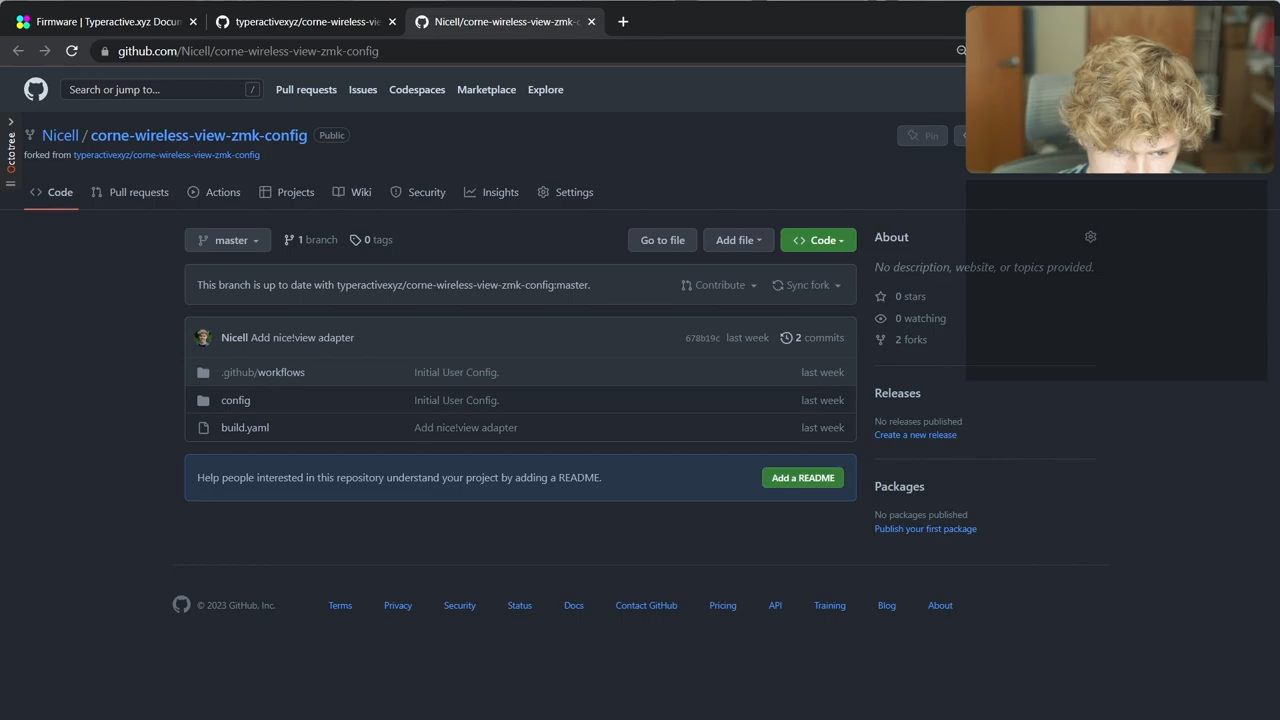 Firmware | Typeractive.xyz Docum
typeractivexyz/corne-wireless-vie
Nicell/corne-wireless-view-zmk-c
github.com/Nicell/corne-wireless-view-zmk-config
Search or jump to...
/
Pull requests
Issues
Codespaces
Marketplace
Explore
Octotree
Nicell / corne-wireless-view-zmk-config
Public
Pin
forked from typeractivexyz/corne-wireless-view-zmk-config
Code
Pull requests
Actions
Projects
Wiki
Security
Insights
Settings
master
1 branch
0 tags
Go to file
Add file
Code
This branch is up to date with typeractivexyz/corne-wireless-view-zmk-config:master.
Contribute
Sync fork
Nicell Add nice!view adapter
678b19c last week
2 commits
.github/workflows
Initial User Config.
last week
config
Initial User Config.
last week
build.yaml
Add nice!view adapter
last week
Help people interested in this repository understand your project by adding a README.
Add a README
About
No description, website, or topics provided.
0 stars
0 watching
2 forks
Releases
No releases published
Create a new release
Packages
No packages published
Publish your first package
© 2023 GitHub, Inc.
Terms
Privacy
Security
Status
Docs
Contact GitHub
Pricing
API
Training
Blog
About